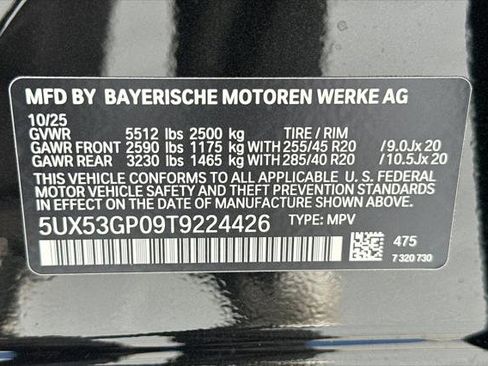 MFD BY BAYERISCHE MOTOREN WERKE AG
10/25
GVWR 5512 lbs 2500 kg TIRE / RIM
GAWR FRONT 2590 lbs 1175 kg WITH 255/45 R20 /9.0Jx 20
GAWR REAR 3230 lbs 1465 kg WITH 285/40 R20 /10.5Jx 20
THIS VEHICLE CONFORMS TO ALL APPLICABLE U. S. FEDERAL
MOTOR VEHICLE SAFETY AND THEFT PREVENTION STANDARDS
IN EFFECT ON THE DATE OF MANUFACTURE SHOWN ABOVE.
5UX53GP09T9224426 TYPE: MPV
475
7 320 730